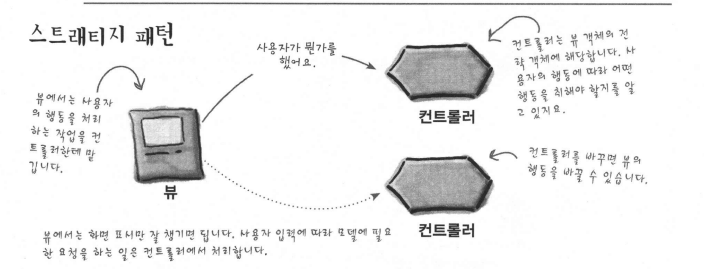 스트래티지 패턴
사용자가 뭔가를
했어요.
컨트롤러는 뷰 객체의 전
략 객체에 해당합니다. 사
용자의 행동에 따라 어떤
행동을 취해야 할지를 알
고 있지요.
뷰에서는 사용자
의 행동을 처리
하는 작업을 컨
트롤러한테 맡
깁니다.
컨트롤러
뷰
컨트롤러를 바꾸면 뷰의
행동을 바꿀 수 있습니다.
컨트롤러
뷰에서는 화면 표시만 잘 챙기면 됩니다. 사용자 입력에 따라 모델에 필요
한 요청을 하는 일은 컨트롤러에서 처리합니다.